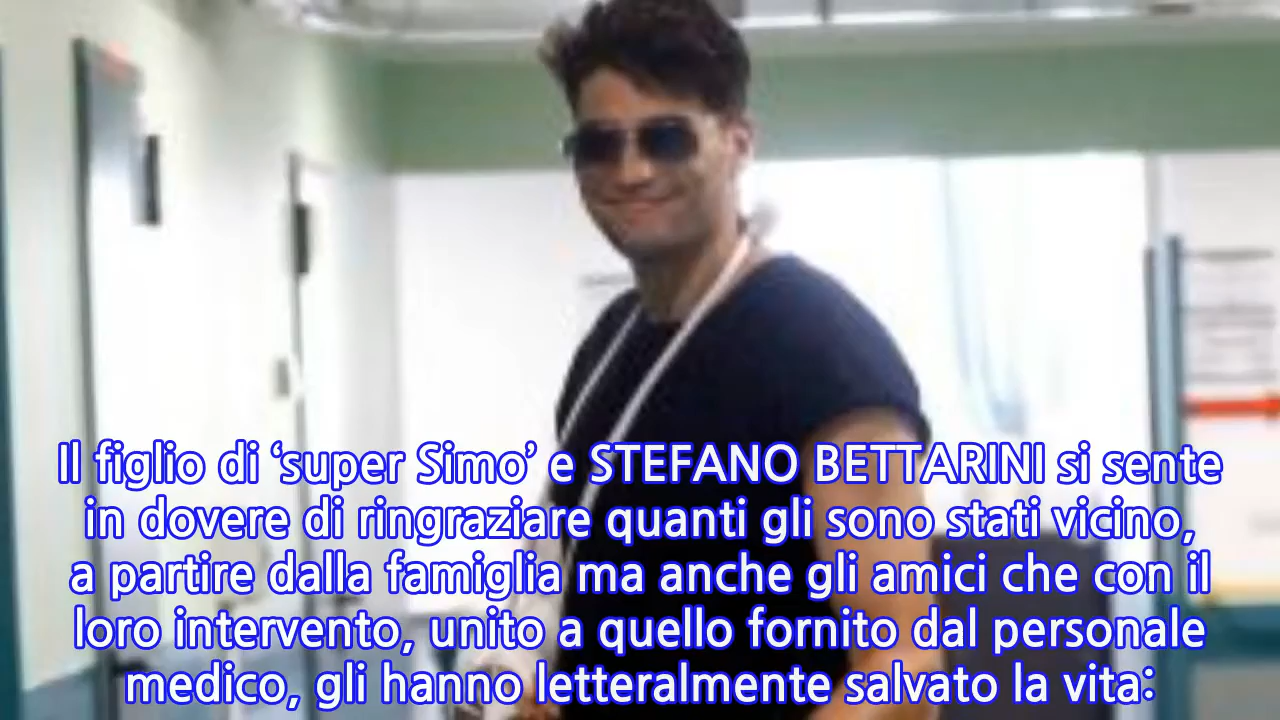 Il figlio di ‘super Simo’ e STEFANO BETTARINI si sente
in dovere di ringraziare quanti gli sono stati vicino,
a partire dalla famiglia ma anche gli amici che con il
loro intervento, unito a quello fornito dal personale
medico, gli hanno letteralmente salvato la vita: